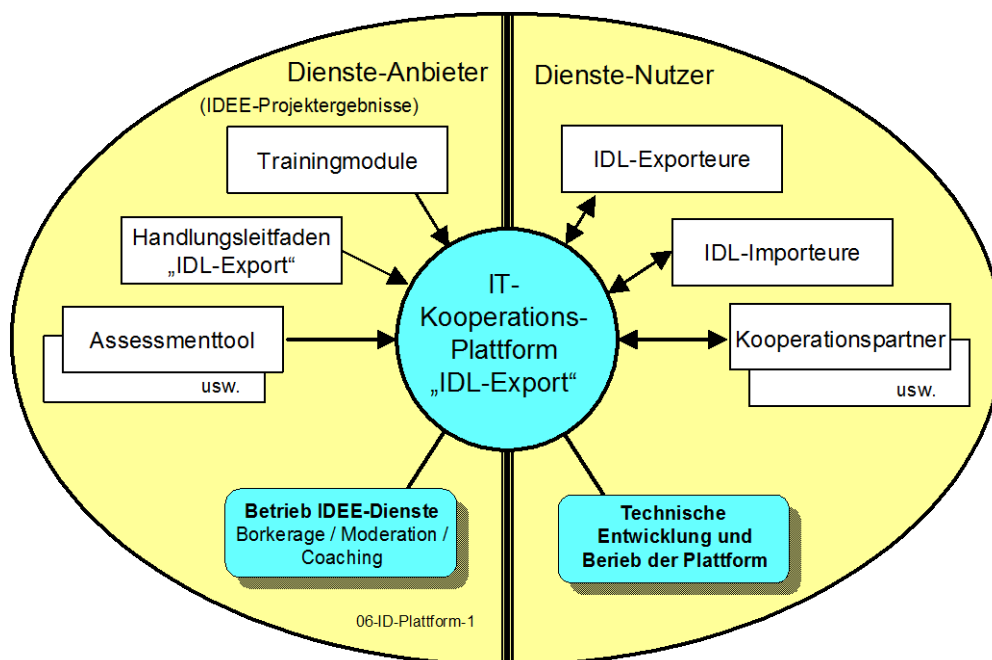 Dienste-Anbieter
(IDEE-Projektergebnisse)
Trainingmodule
Handlungsleitfaden
„IDL-Export“
Assessmenttool
usw.
Dienste-Nutzer
IDL-Exporteure
IDL-Importeure
Kooperationspartner
usw.
IT-
Kooperations-
Plattform
„IDL-Export“
Betrieb IDEE-Dienste
Borkerage / Moderation /
Coaching
Technische
Entwicklung und
Berieb der Plattform
06-ID-Plattform-1